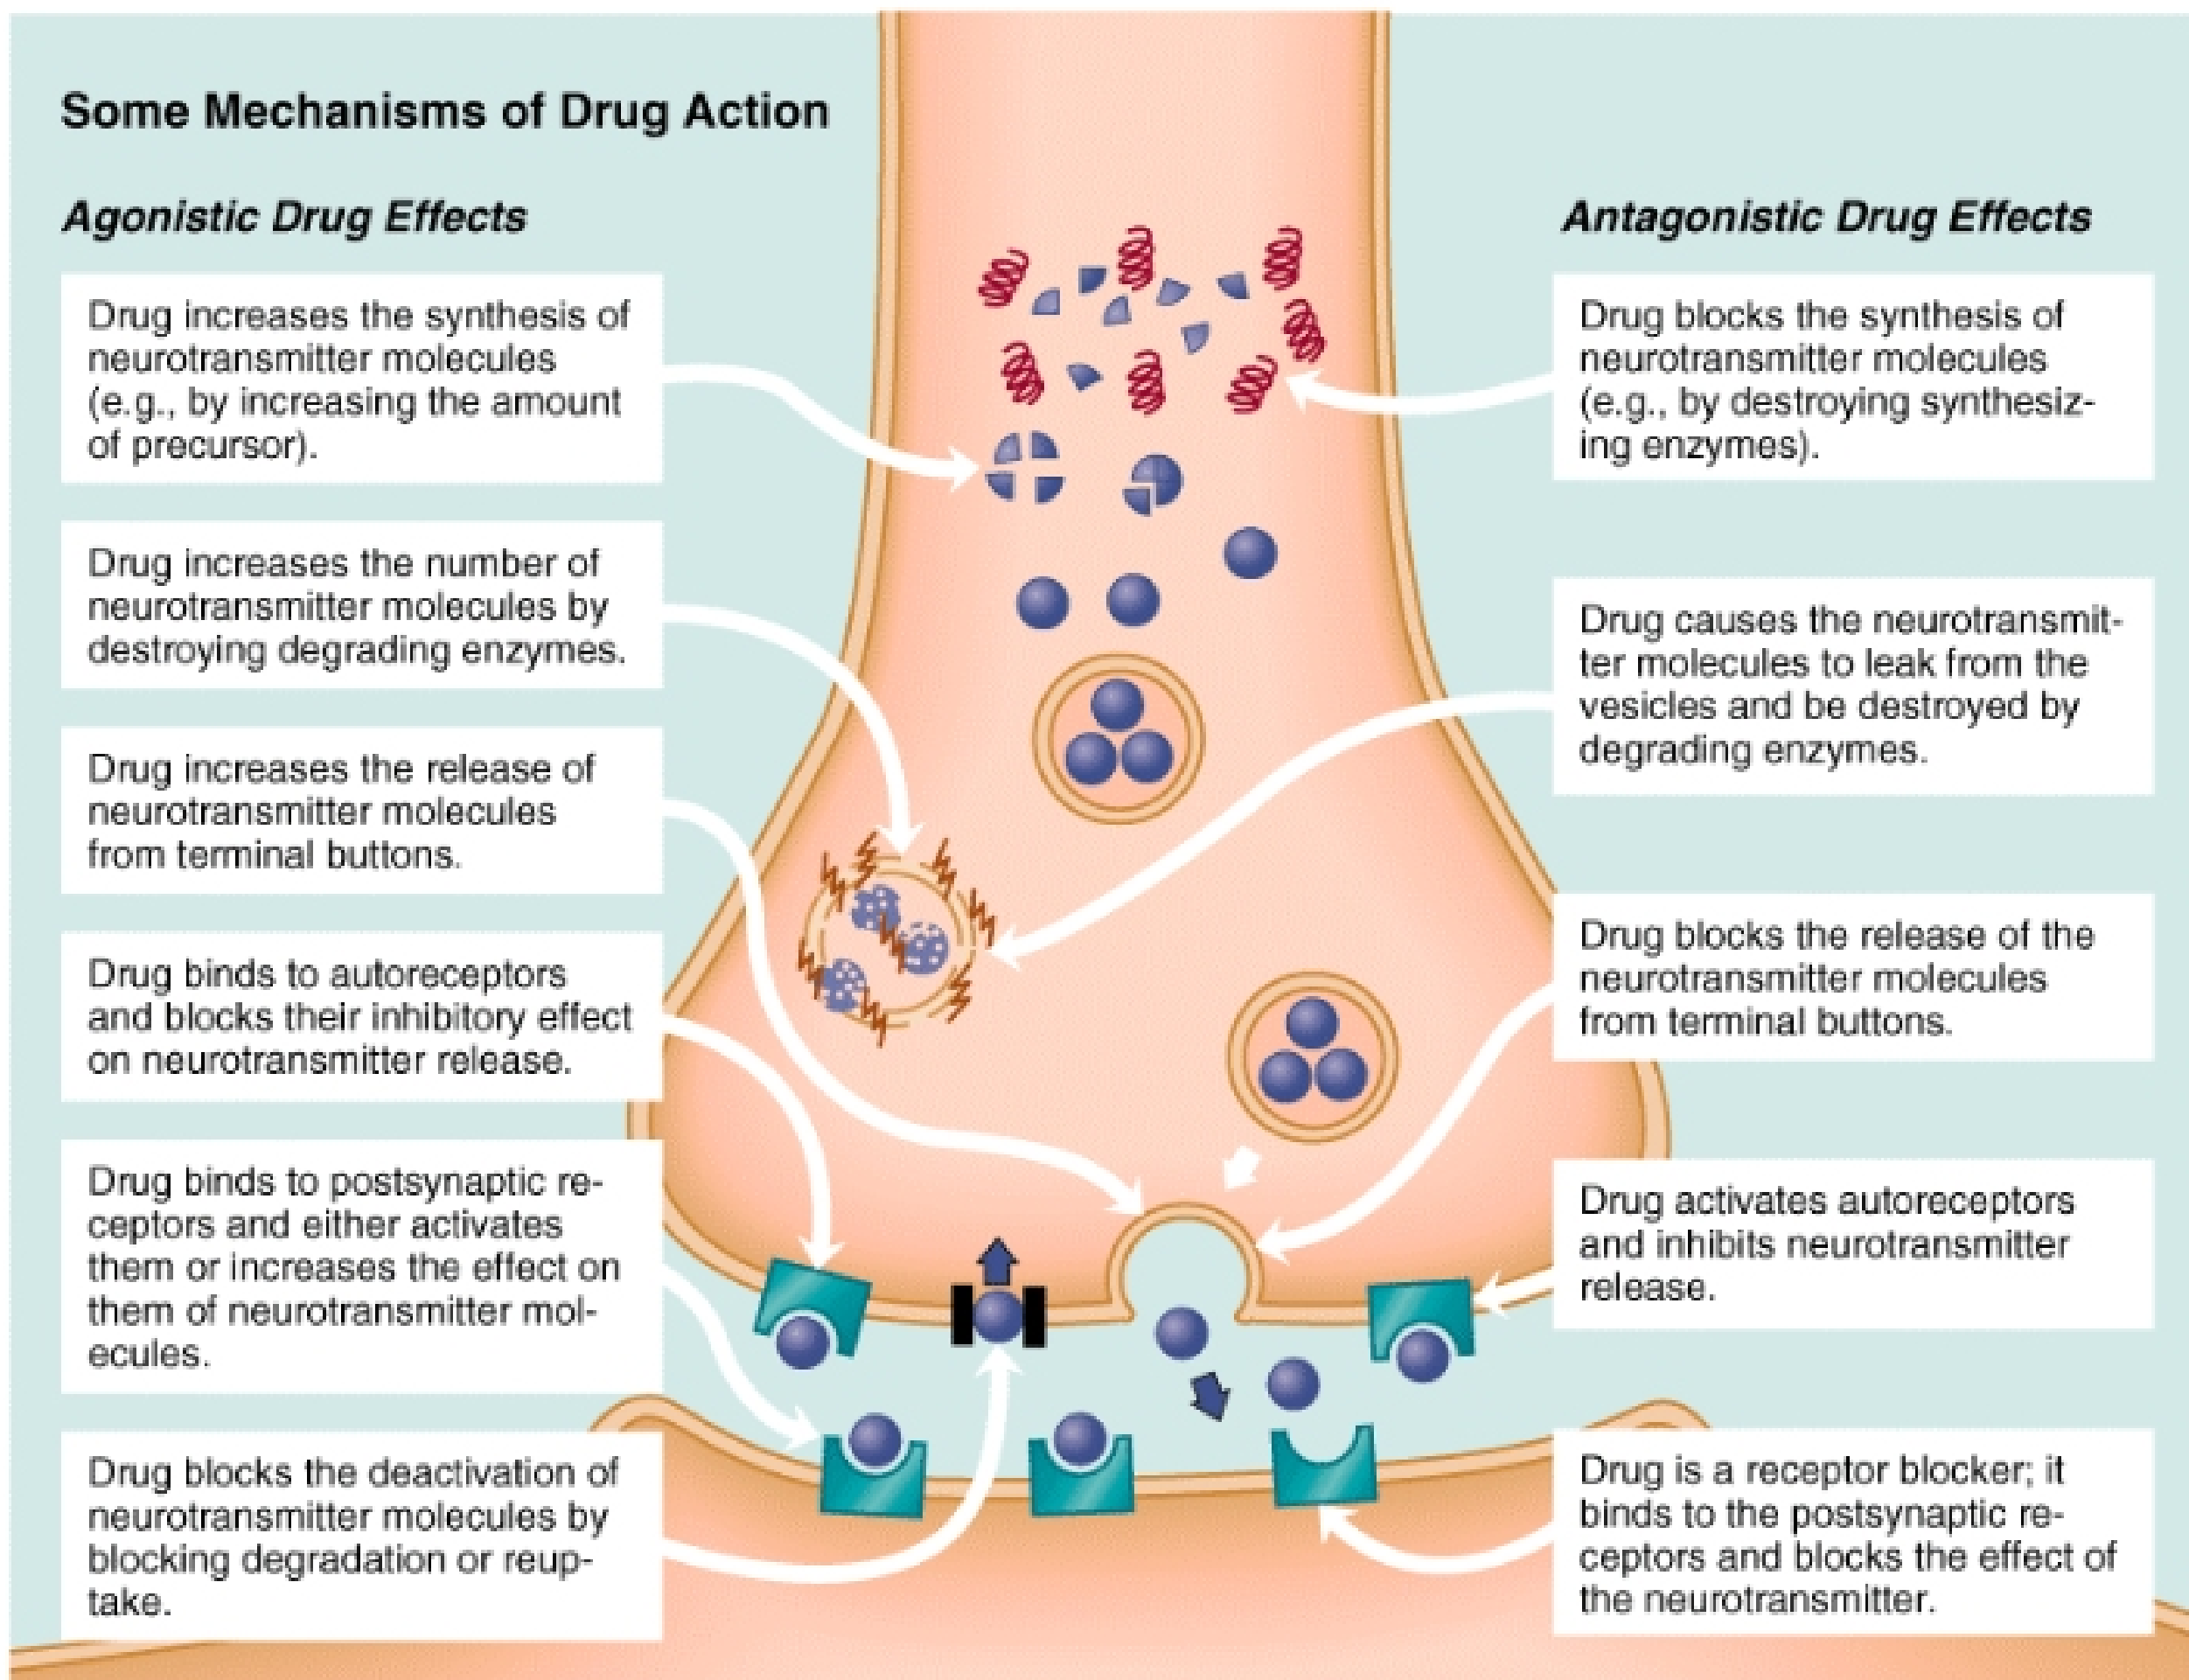 Some Mechanisms of Drug Action
Agonistic Drug Effects
Drug increases the synthesis of
neurotransmitter molecules
(e.g., by increasing the amount
of precursor).
Drug increases the number of
neurotransmitter molecules by
destroying degrading enzymes.
Drug increases the release of
neurotransmitter molecules
from terminal buttons.
Drug binds to autoreceptors
and blocks their inhibitory effect
on neurotransmitter release.
Drug binds to postsynaptic re-
ceptors and either activates
them or increases the effect on
them of neurotransmitter mol-
ecules.
Drug blocks the deactivation of
neurotransmitter molecules by
blocking degradation or reup-
take.
Antagonistic Drug Effects
Drug blocks the synthesis of
neurotransmitter molecules
(e.g., by destroying synthesiz-
ing enzymes).
Drug causes the neurotransmit-
ter molecules to leak from the
vesicles and be destroyed by
degrading enzymes.
Drug blocks the release of the
neurotransmitter molecules
from terminal buttons.
Drug activates autoreceptors
and inhibits neurotransmitter
release.
Drug is a receptor blocker; it
binds to the postsynaptic re-
ceptors and blocks the effect of
the neurotransmitter.